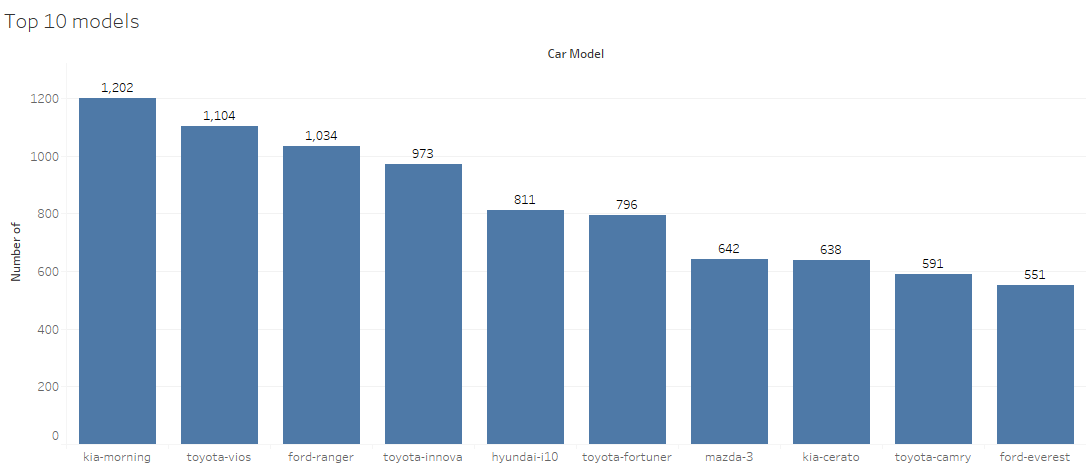 Top 10 models
Car Model
Number of
1200
1000
800
600
400
200
0
1,202
1,104
1,034
973
811
796
642
638
591
551
kia-morning
toyota-vios
ford-ranger
toyota-innova
hyundai-i10
toyota-fortuner
mazda-3
kia-cerato
toyota-camry
ford-everest